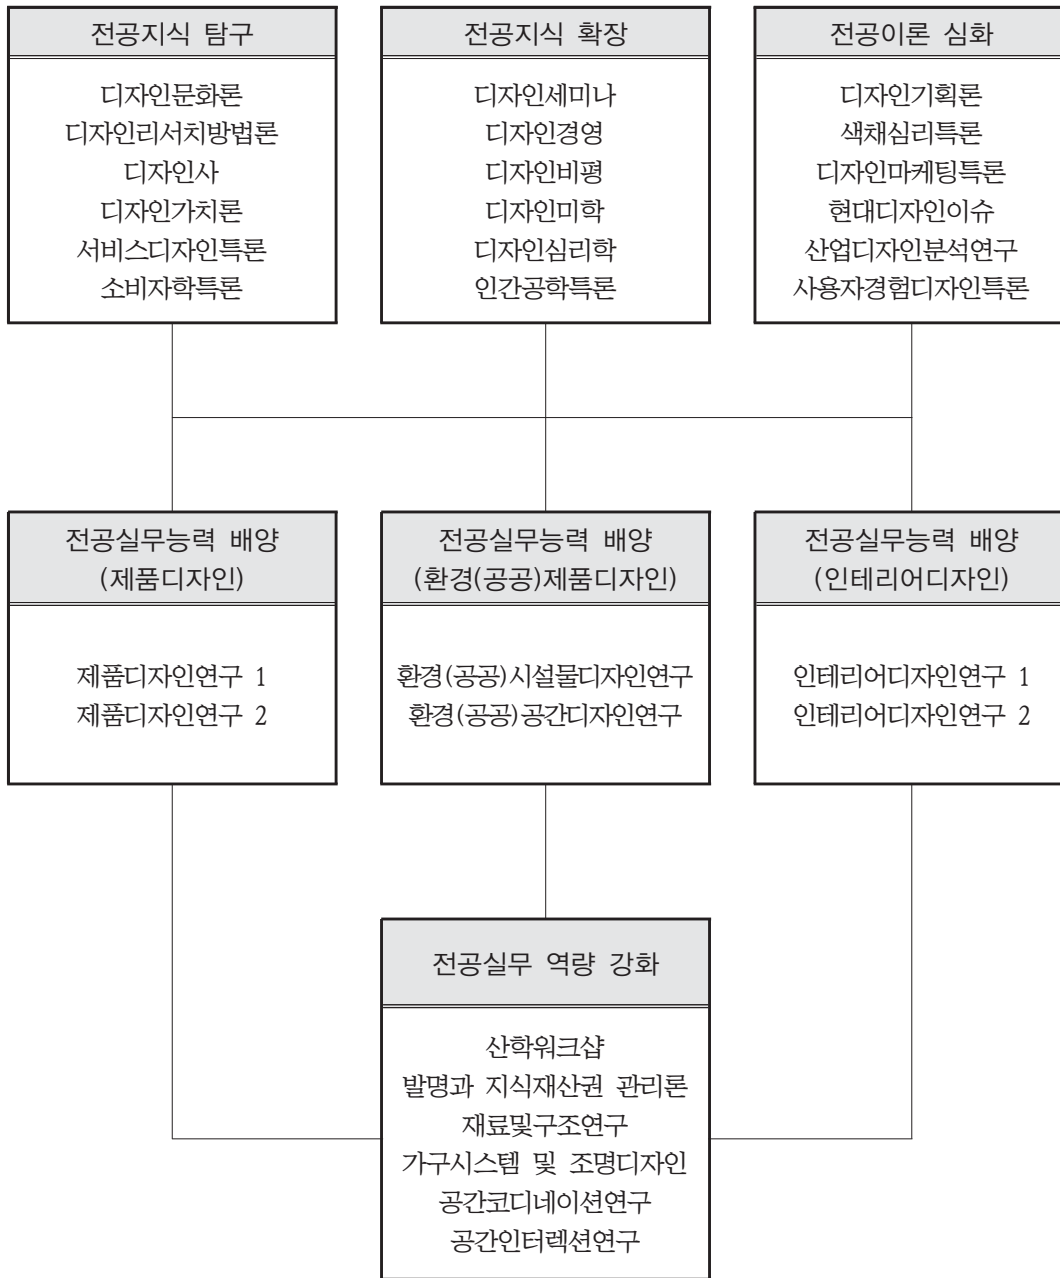 전공지식 탐구
디자인문화론
디자인리서치방법론
디자인사
디자인가치론
서비스디자인특론
소비자학특론
전공지식 확장
디자인세미나
디자인경영
디자인비평
디자인미학
디자인심리학
인간공학특론
전공이론 심화
디자인기획론
색채심리특론
디자인마케팅특론
현대디자인이슈
산업디자인분석연구
사용자경험디자인특론
전공실무능력 배양
(제품디자인)
제품디자인연구 1
제품디자인연구 2
전공실무능력 배양
(환경(공공)제품디자인)
환경(공공)시설물디자인연구
환경(공공)공간디자인연구
전공실무능력 배양
(인테리어디자인)
인테리어디자인연구 1
인테리어디자인연구 2
전공실무 역량 강화
산학워크샵
발명과 지식재산권 관리론
재료및구조연구
가구시스템 및 조명디자인
공간코디네이션연구
공간인터렉션연구